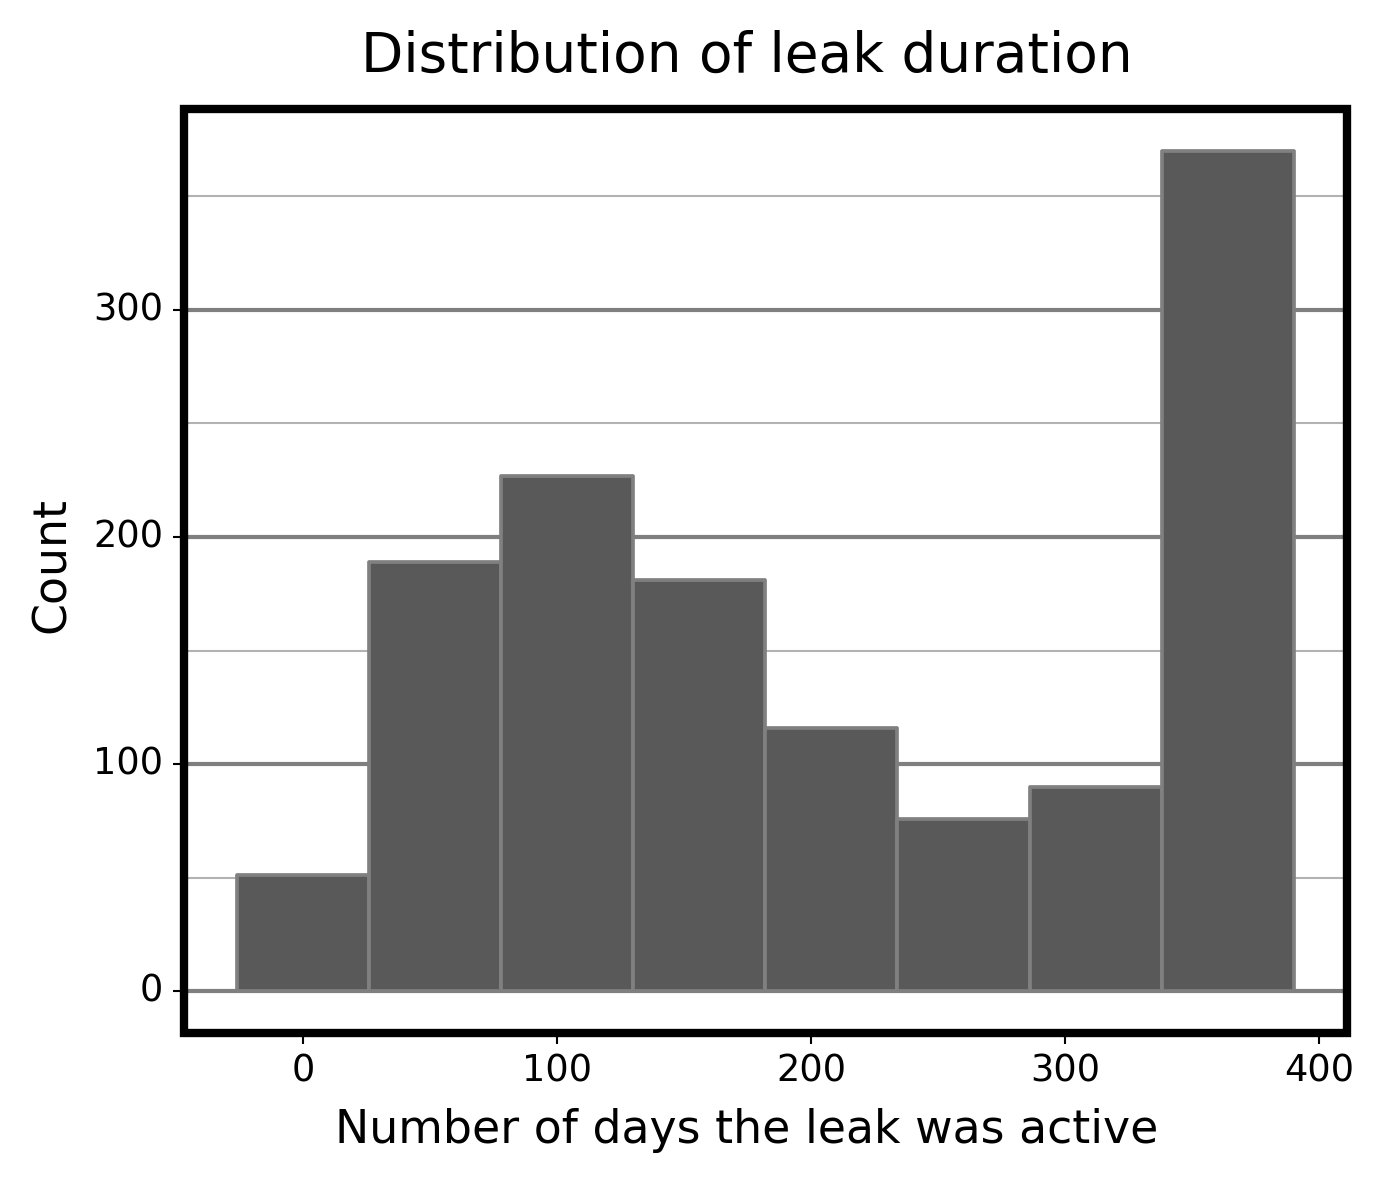 Distribution of leak duration
Count
300
200
100
0
0 100 200 300 400
Number of days the leak was active